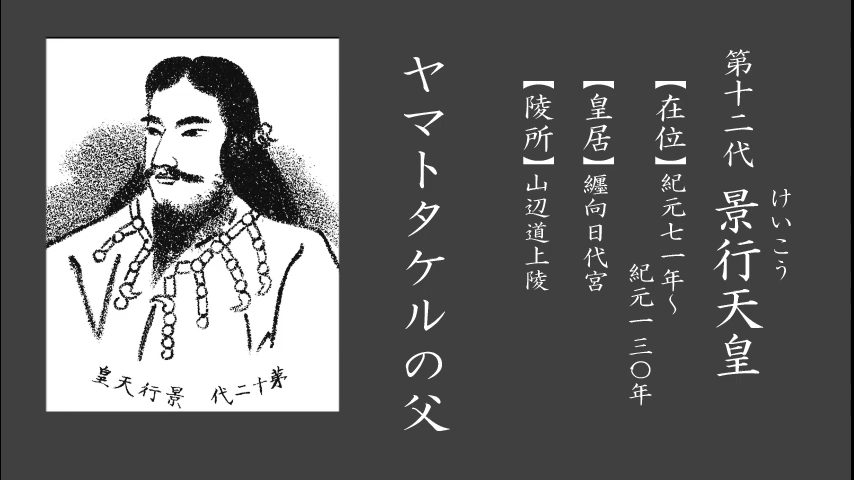 第十二代 景行天皇
けいこう
【在位】紀元七一年～
紀元一三〇年
【皇居】纏向日代宮
【陵所】山辺道上陵
ヤマトタケルの父
第十二代 景行天皇